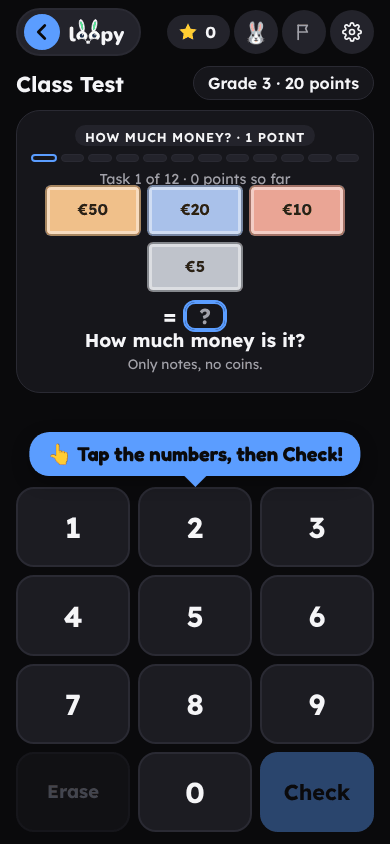 loopy
0
Class Test
Grade 3 · 20 points
HOW MUCH MONEY? · 1 POINT
Task 1 of 12 · 0 points so far
€50 €20 €10
€5
= ?
How much money is it?
Only notes, no coins.
👆 Tap the numbers, then Check!
1 2 3
4 5 6
7 8 9
Erase 0 Check